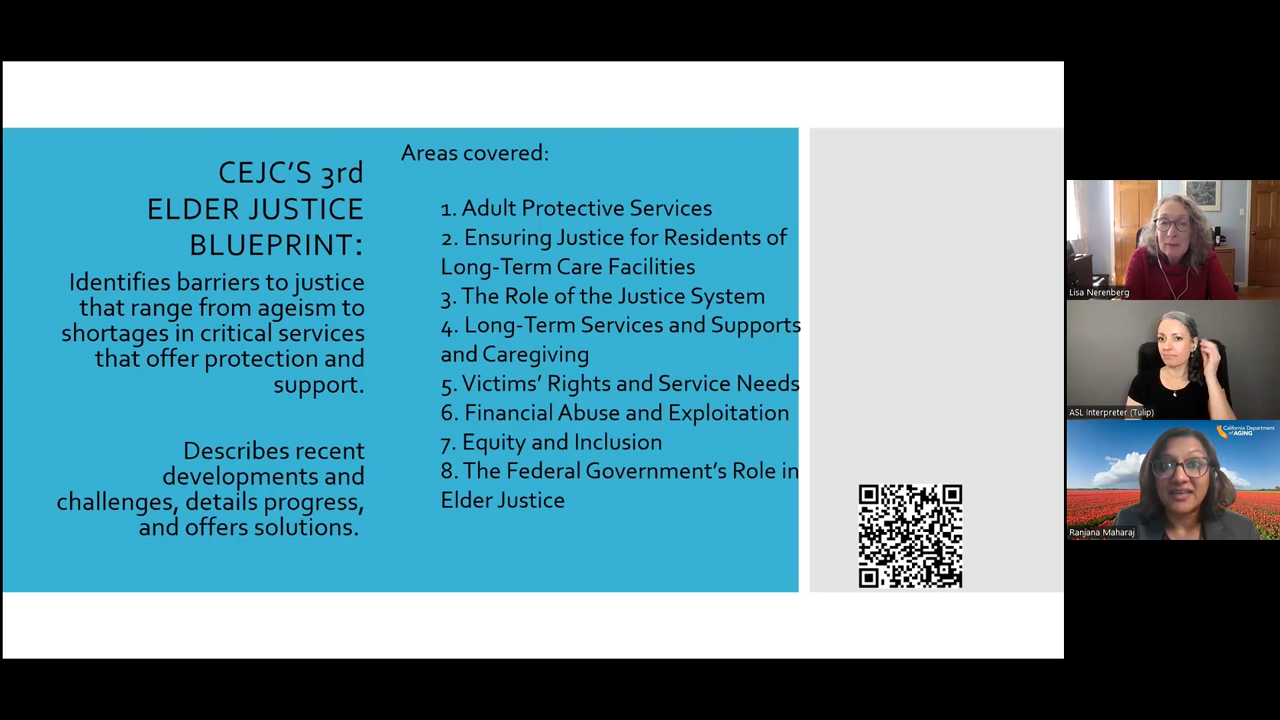 CEJC'S 3rd
ELDER JUSTICE
BLUEPRINT:
Identifies barriers to justice
that range from ageism to
shortages in critical services
that offer protection and
support.
Describes recent
developments and
challenges, details progress,
and offers solutions.
Areas covered:
1. Adult Protective Services
2. Ensuring Justice for Residents of
Long-Term Care Facilities
3. The Role of the Justice System
4. Long-Term Services and Supports
and Caregiving
5. Victims' Rights and Service Needs
6. Financial Abuse and Exploitation
7. Equity and Inclusion
8. The Federal Government's Role in
Elder Justice
Lisa Nerenberg
ASL Interpreter (Tulip)
California Department
of AGING
Ranjana Maharaj